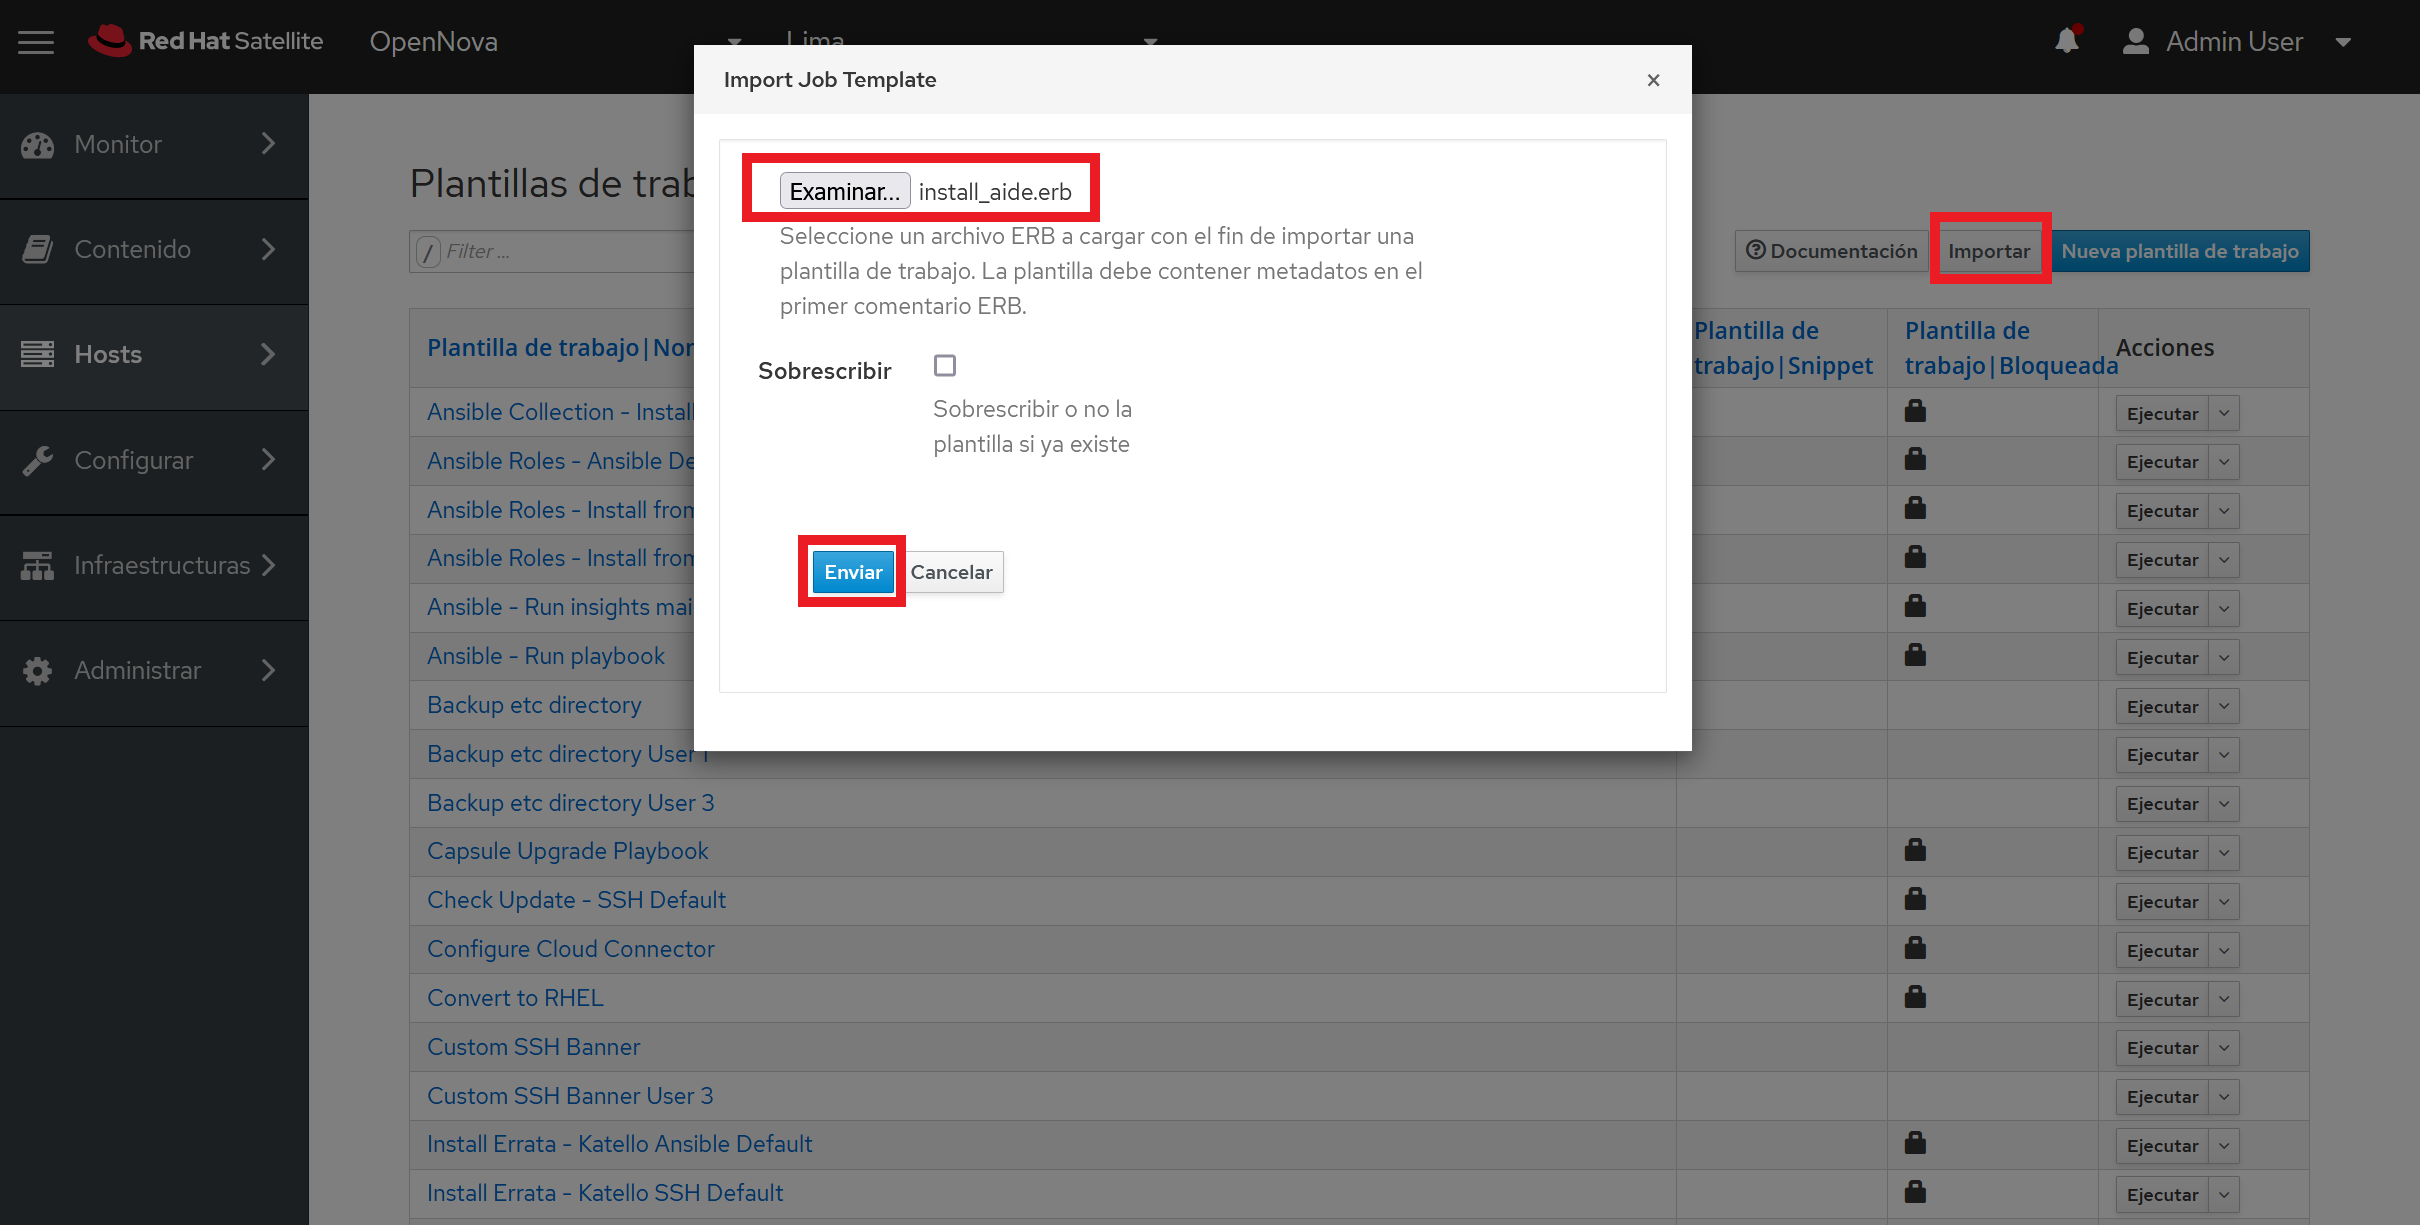 Red Hat Satellite
OpenNova
Lima
Admin User
Import Job Template
×
Monitor
Contenido
Hosts
Configurar
Infraestructuras
Administrar
Plantillas de trab
/ Filter ...
Documentación
Importar
Nueva plantilla de trabajo
Examinar... install_aide.erb
Seleccione un archivo ERB a cargar con el fin de importar una
plantilla de trabajo. La plantilla debe contener metadatos en el
primer comentario ERB.
Sobrescribir
Sobrescribir o no la
plantilla si ya existe
Enviar
Cancelar
Plantilla de trabajo|Nor
Plantilla de
trabajo|Snippet
Plantilla de
trabajo|Bloqueada
Acciones
Ansible Collection - Instal
Ejecutar
Ansible Roles - Ansible De
Ejecutar
Ansible Roles - Install fron
Ejecutar
Ansible Roles - Install fron
Ejecutar
Ansible - Run insights mai
Ejecutar
Ansible - Run playbook
Ejecutar
Backup etc directory
Ejecutar
Backup etc directory User 1
Ejecutar
Backup etc directory User 3
Ejecutar
Capsule Upgrade Playbook
Ejecutar
Check Update - SSH Default
Ejecutar
Configure Cloud Connector
Ejecutar
Convert to RHEL
Ejecutar
Custom SSH Banner
Ejecutar
Custom SSH Banner User 3
Ejecutar
Install Errata - Katello Ansible Default
Ejecutar
Install Errata - Katello SSH Default
Ejecutar